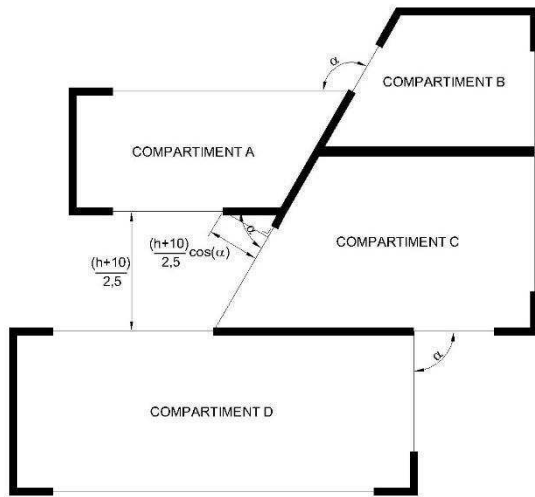 α
COMPARTIMENT B
COMPARTIMENT A
α
(h+10)
2,5
(h+10)
2,5 cos(α)
COMPARTIMENT C
α
COMPARTIMENT D